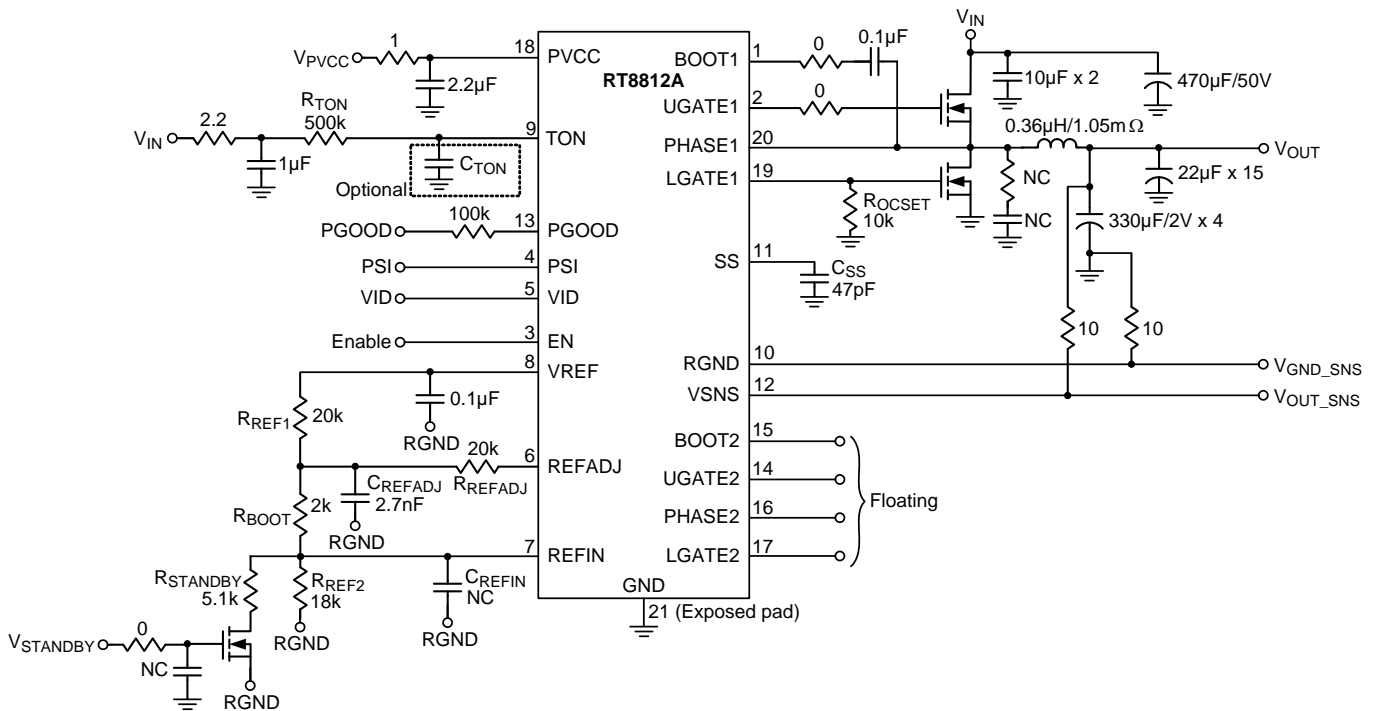 VIN
VPVCC
1
18
PVCC
BOOT1
1
0
0.1µF
RT8812A
2.2µF
UGATE1
2
0
10µF x 2
470µF/50V
VIN
2.2
RTON
500k
9
TON
PHASE1
20
0.36µH/1.05mΩ
VOUT
1µF
Optional
CTON
LGATE1
19
ROCSET
10k
NC
NC
22µF x 15
330µF/2V x 4
PGOOD
100k
13
PGOOD
PSI
4
PSI
SS
11
CSS
47pF
VID
5
VID
10
10
Enable
3
EN
8
VREF
RGND
10
VGND_SNS
0.1µF
RGND
VSNS
12
VOUT_SNS
RREF1
20k
BOOT2
15
6
REFADJ
20k
RREFADJ
CREFADJ
2.7nF
RGND
UGATE2
14
Floating
RBOOT
2k
PHASE2
16
7
REFIN
LGATE2
17
RSTANDBY
5.1k
RREF2
18k
RGND
CREFIN
NC
RGND
GND
21 (Exposed pad)
VSTANDBY
0
NC
RGND